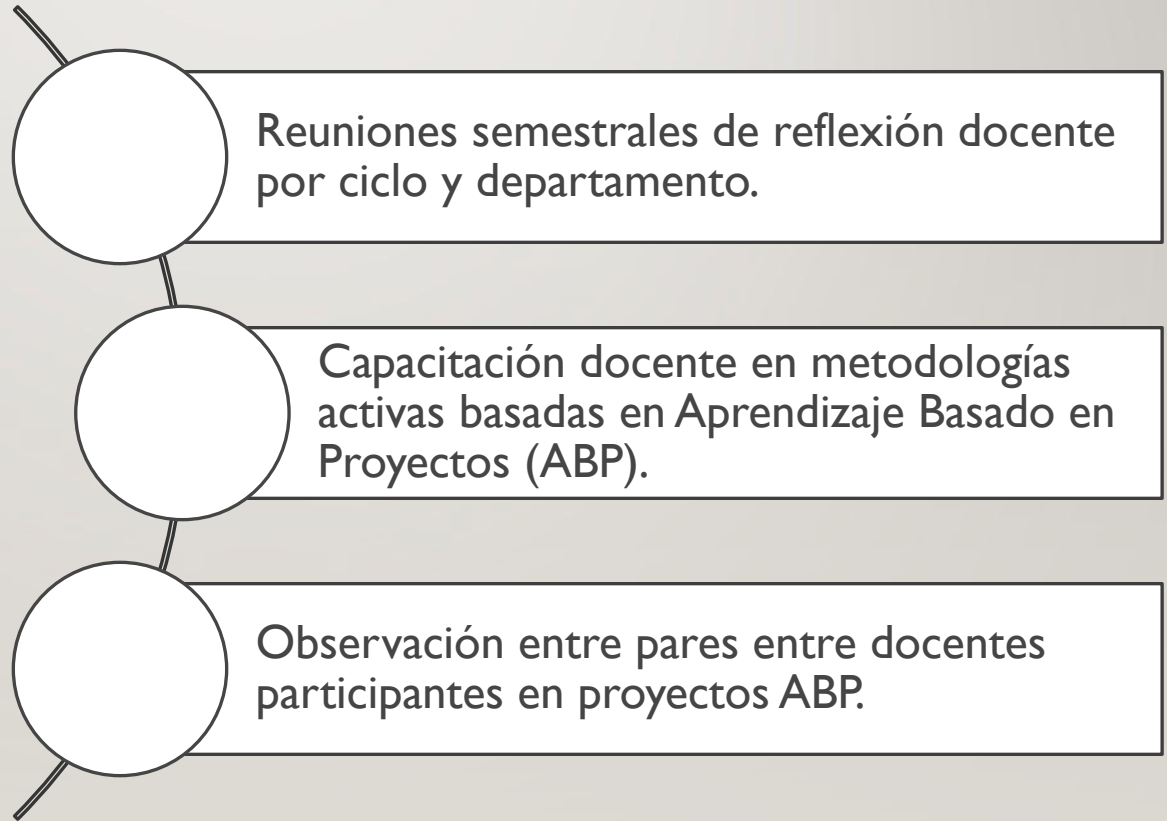 Reuniones semestrales de reflexión docente
por ciclo y departamento.
Capacitación docente en metodologías
activas basadas en Aprendizaje Basado en
Proyectos (ABP).
Observación entre pares entre docentes
participantes en proyectos ABP.